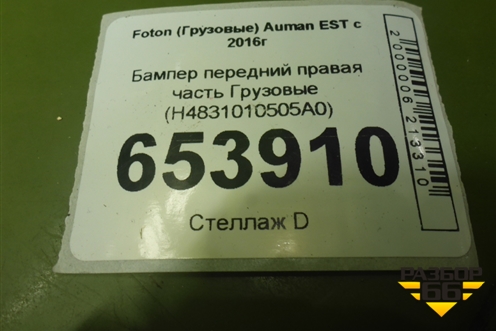 Foton (Грузовые) Auman EST с
2016г
Бампер передний правая
часть Грузовые
(H4831010505A0)
653910
Стеллаж D
2000006213310
РАЗБОР
66